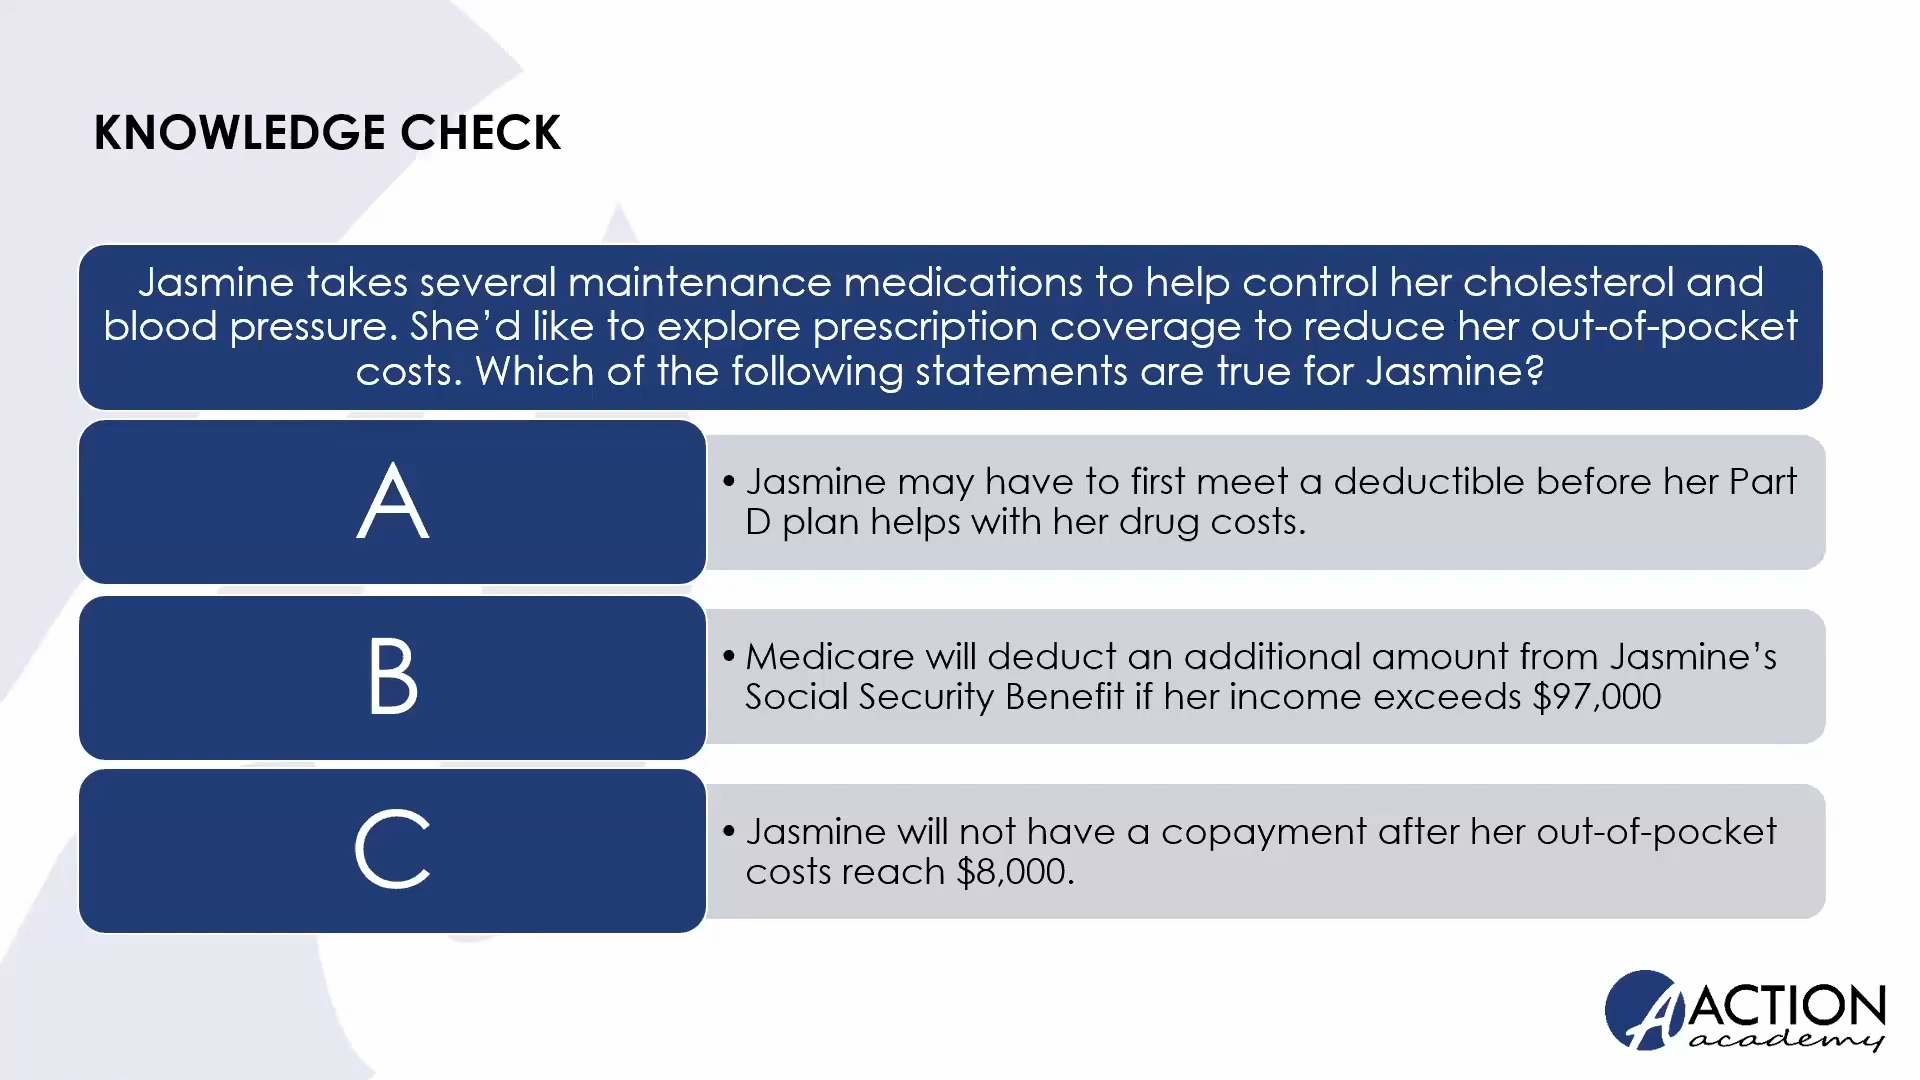 KNOWLEDGE CHECK
Jasmine takes several maintenance medications to help control her cholesterol and
blood pressure. She’d like to explore prescription coverage to reduce her out-of-pocket
costs. Which of the following statements are true for Jasmine?
A
• Jasmine may have to first meet a deductible before her Part
D plan helps with her drug costs.
B
• Medicare will deduct an additional amount from Jasmine’s
Social Security Benefit if her income exceeds $97,000
C
• Jasmine will not have a copayment after her out-of-pocket
costs reach $8,000.
A ACTION
academy